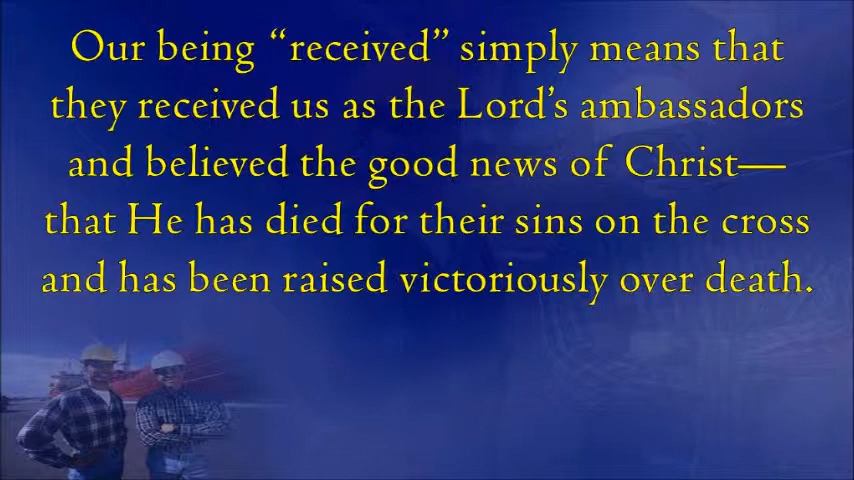 Our being “received” simply means that
they received us as the Lord’s ambassadors
and believed the good news of Christ—
that He has died for their sins on the cross
and has been raised victoriously over death.